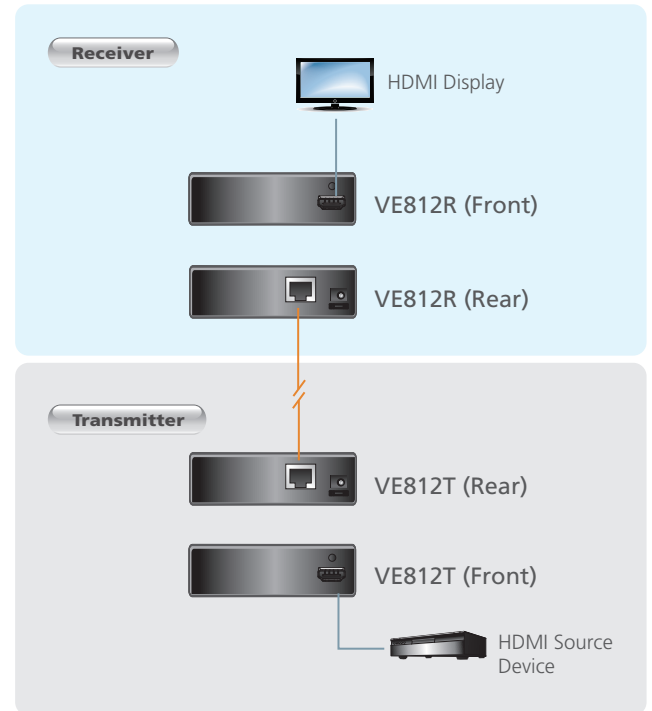 Receiver
HDMI Display
VE812R (Front)
VE812R (Rear)
Transmitter
VE812T (Rear)
VE812T (Front)
HDMI Source
Device